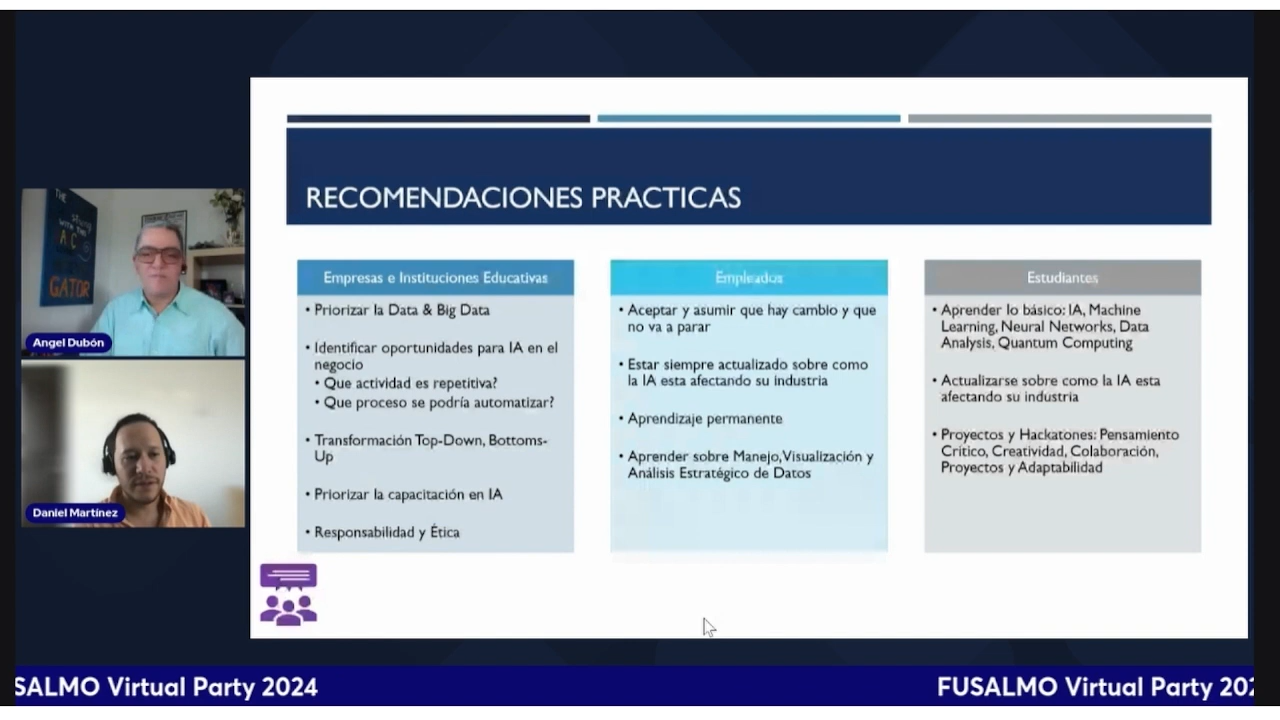 RECOMENDACIONES PRACTICAS
Empresas e Instituciones Educativas
• Priorizar la Data & Big Data
• Identificar oportunidades para IA en el
negocio
• Que actividad es repetitiva?
• Que proceso se podría automatizar?
• Transformación Top-Down, Bottoms-
Up
• Priorizar la capacitación en IA
• Responsabilidad y Ética
Empleados
• Aceptar y asumir que hay cambio y que
no va a parar
• Estar siempre actualizado sobre como
la IA esta afectando su industria
• Aprendizaje permanente
• Aprender sobre Manejo,Visualización y
Análisis Estratégico de Datos
Estudiantes
• Aprender lo básico: IA, Machine
Learning, Neural Networks, Data
Analysis, Quantum Computing
• Actualizarse sobre como la IA esta
afectando su industria
• Proyectos y Hackatones: Pensamiento
Critico, Creatividad, Colaboración,
Proyectos y Adaptabilidad
THE
WITH THE
GATOR
Angel Dubón
Daniel Martínez
SALMO Virtual Party 2024
FUSALMO Virtual Party 202